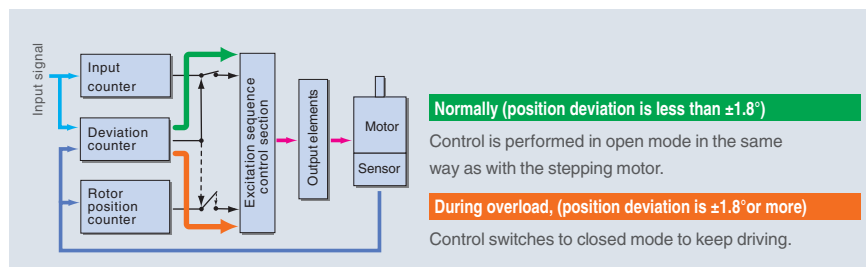 Input signal
Input
counter
Deviation
counter
Rotor
position
counter
Excitation sequence
control section
Output elements
Motor
Sensor
Normally (position deviation is less than ±1.8°)
Control is performed in open mode in the same
way as with the stepping motor.
During overload, (position deviation is ±1.8°or more)
Control switches to closed mode to keep driving.